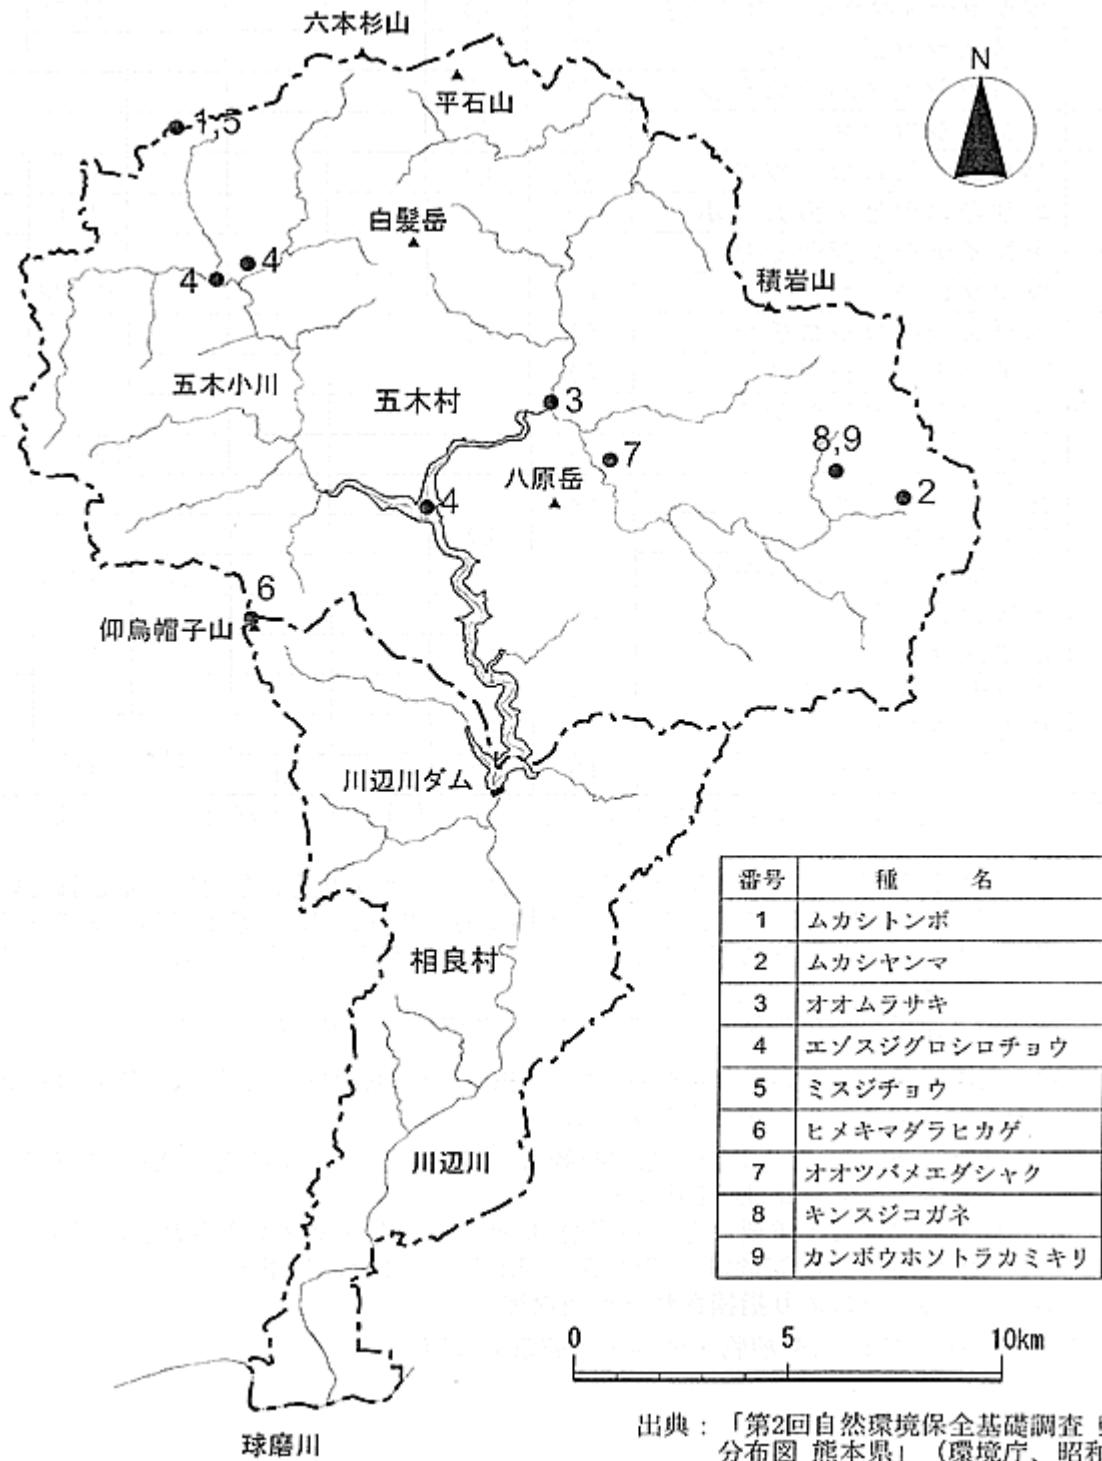 六本杉山
N
平石山
1,5
白髪岳
4
4
積岩山
五木小川
五木村
3
7
8,9
八原岳
2
4
6
仰烏帽子山
川辺川ダム
番号 種 名
1 ムカシトンボ
2 ムカシヤンマ
3 オオムラサキ
4 エゾスジグロシロチョウ
5 ミスジチョウ
6 ヒメキマダラヒカゲ
7 オオツバメエダシャク
8 キンスジコガネ
9 カンボウホソトラカミキリ
相良村
川辺川
0 5 10km
球磨川
出典:「第2回自然環境保全基礎調査
分布図 熊本県」(環境庁、昭和